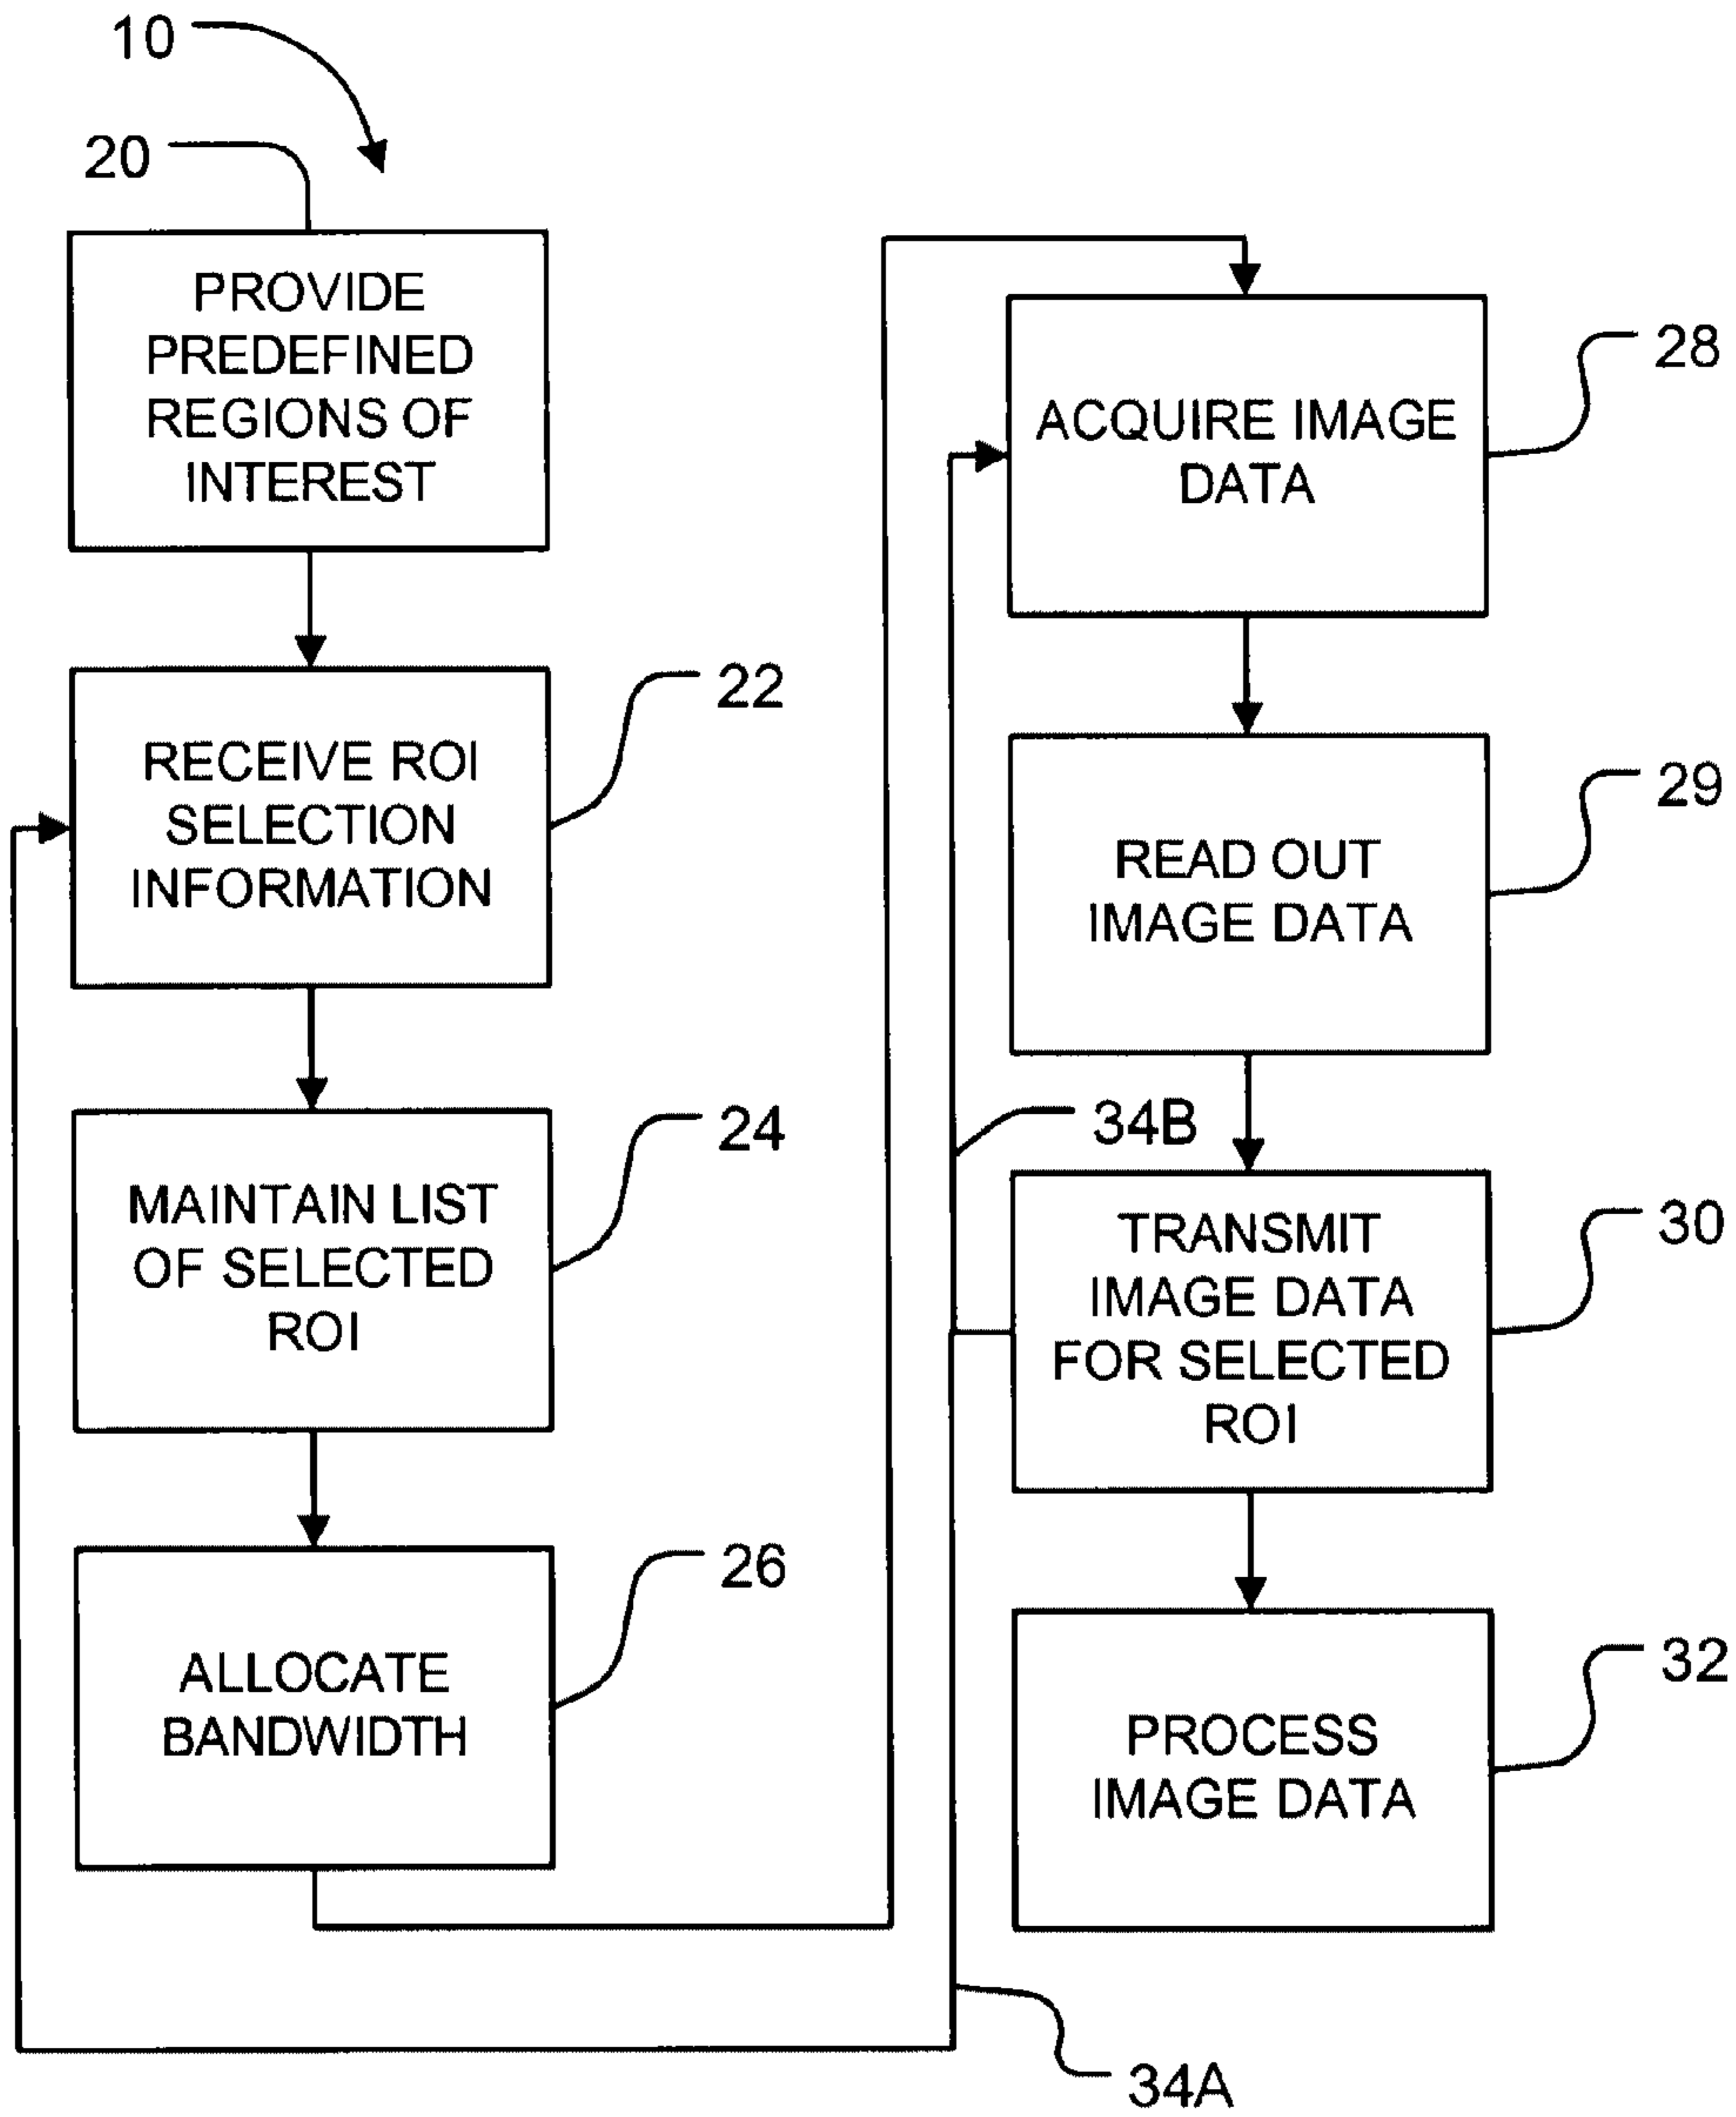 10
20
PROVIDE
PREDEFINED
REGIONS OF
INTEREST
22
RECEIVE ROI
SELECTION
INFORMATION
24
MAINTAIN LIST
OF SELECTED
ROI
26
ALLOCATE
BANDWIDTH
28
ACQUIRE IMAGE
DATA
29
READ OUT
IMAGE DATA
34B
30
TRANSMIT
IMAGE DATA
FOR SELECTED
ROI
32
PROCESS
IMAGE DATA
34A